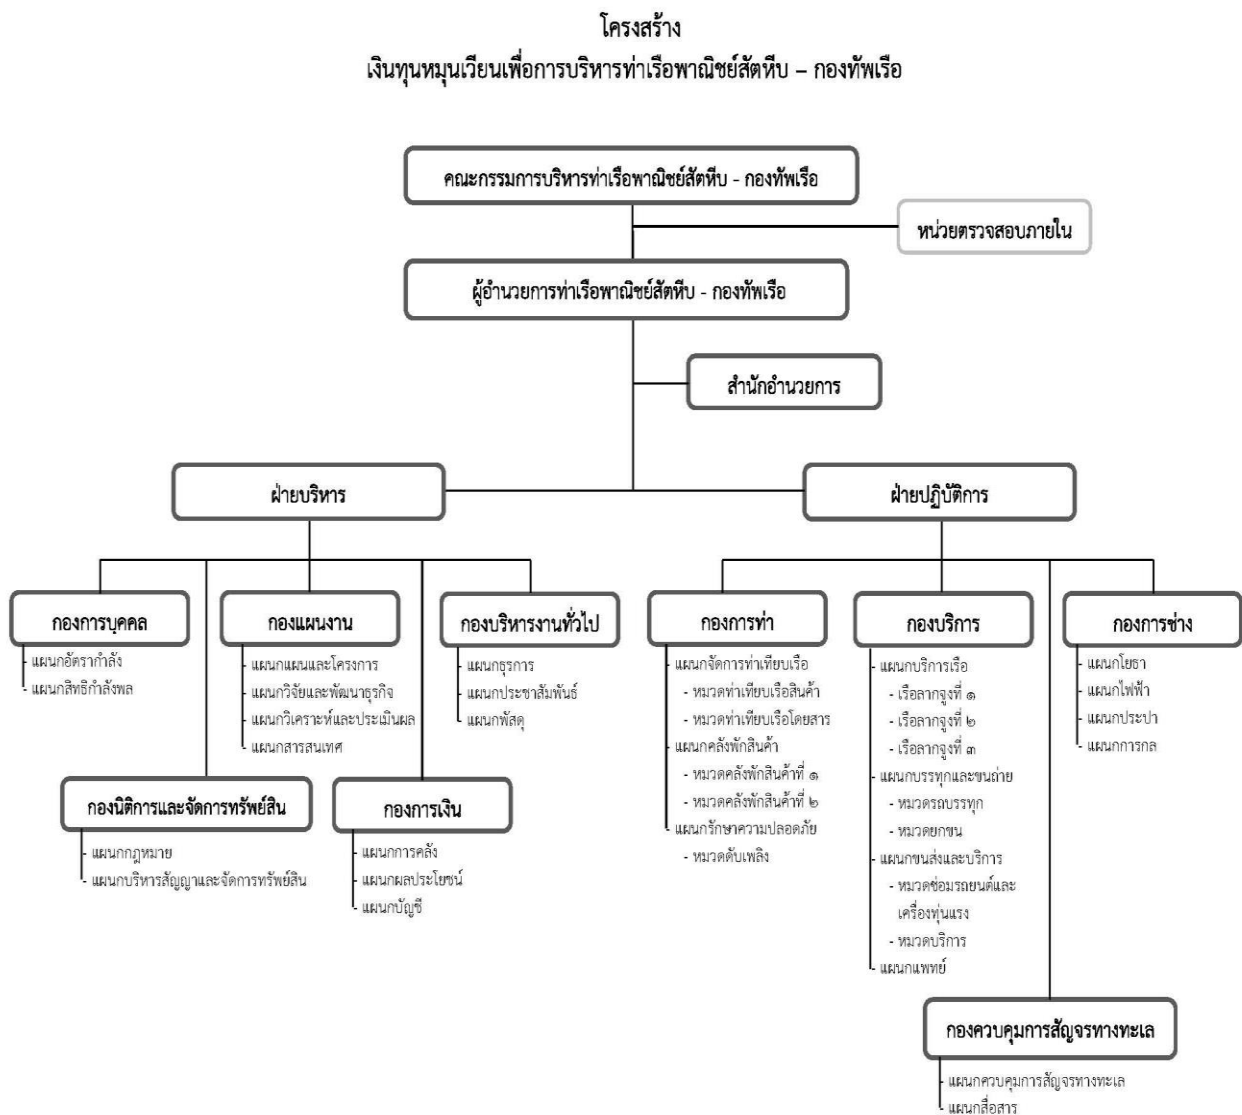 โครงสร้าง
เงินทุนหมุนเวียนเพื่อการบริหารท่าเรือพาณิชย์สัตหีบ – กองทัพเรือ
คณะกรรมการบริหารท่าเรือพาณิชย์สัตหีบ - กองทัพเรือ
หน่วยตรวจสอบภายใน
ผู้อำนวยการท่าเรือพาณิชย์สัตหีบ - กองทัพเรือ
สำนักอำนวยการ
ฝ่ายบริหาร
ฝ่ายปฏิบัติการ
กองการบุคคล
- แผนกอัตรากำลัง
- แผนกสิทธิกำลังพล
กองแผนงาน
- แผนกแผนและโครงการ
- แผนกวิจัยและพัฒนาธุรกิจ
- แผนกวิเคราะห์และประเมินผล
- แผนกสารสนเทศ
กองบริหารงานทั่วไป
- แผนกธุรการ
- แผนกประชาสัมพันธ์
- แผนกพัสดุ
กองนิติการและจัดการทรัพย์สิน
- แผนกกฎหมาย
- แผนกบริหารสัญญาและจัดการทรัพย์สิน
กองการเงิน
- แผนกการคลัง
- แผนกผลประโยชน์
- แผนกบัญชี
กองการท่า
- แผนกจัดการท่าเทียบเรือ
- หมวดท่าเทียบเรือสินค้า
- หมวดท่าเทียบเรือโดยสาร
- แผนกคลังพักสินค้า
- หมวดคลังพักสินค้าที่ ๑
- หมวดคลังพักสินค้าที่ ๒
- แผนกรักษาความปลอดภัย
- หมวดดับเพลิง
กองบริการ
- แผนกบริการเรือ
- เรือลากจูงที่ ๑
- เรือลากจูงที่ ๒
- เรือลากจูงที่ ๓
- แผนกบรรทุกและขนถ่าย
- หมวดรถบรรทุก
- หมวดยกขน
- แผนกขนส่งและบริการ
- หมวดซ่อมรถยนต์และ
เครื่องทุ่นแรง
- หมวดบริการ
- แผนกแพทย์
กองการช่าง
- แผนกโยธา
- แผนกไฟฟ้า
- แผนกประปา
- แผนกการกล
กองควบคุมการสัญจรทางทะเล
- แผนกควบคุมการสัญจรทางทะเล
- แผนกสื่อสาร